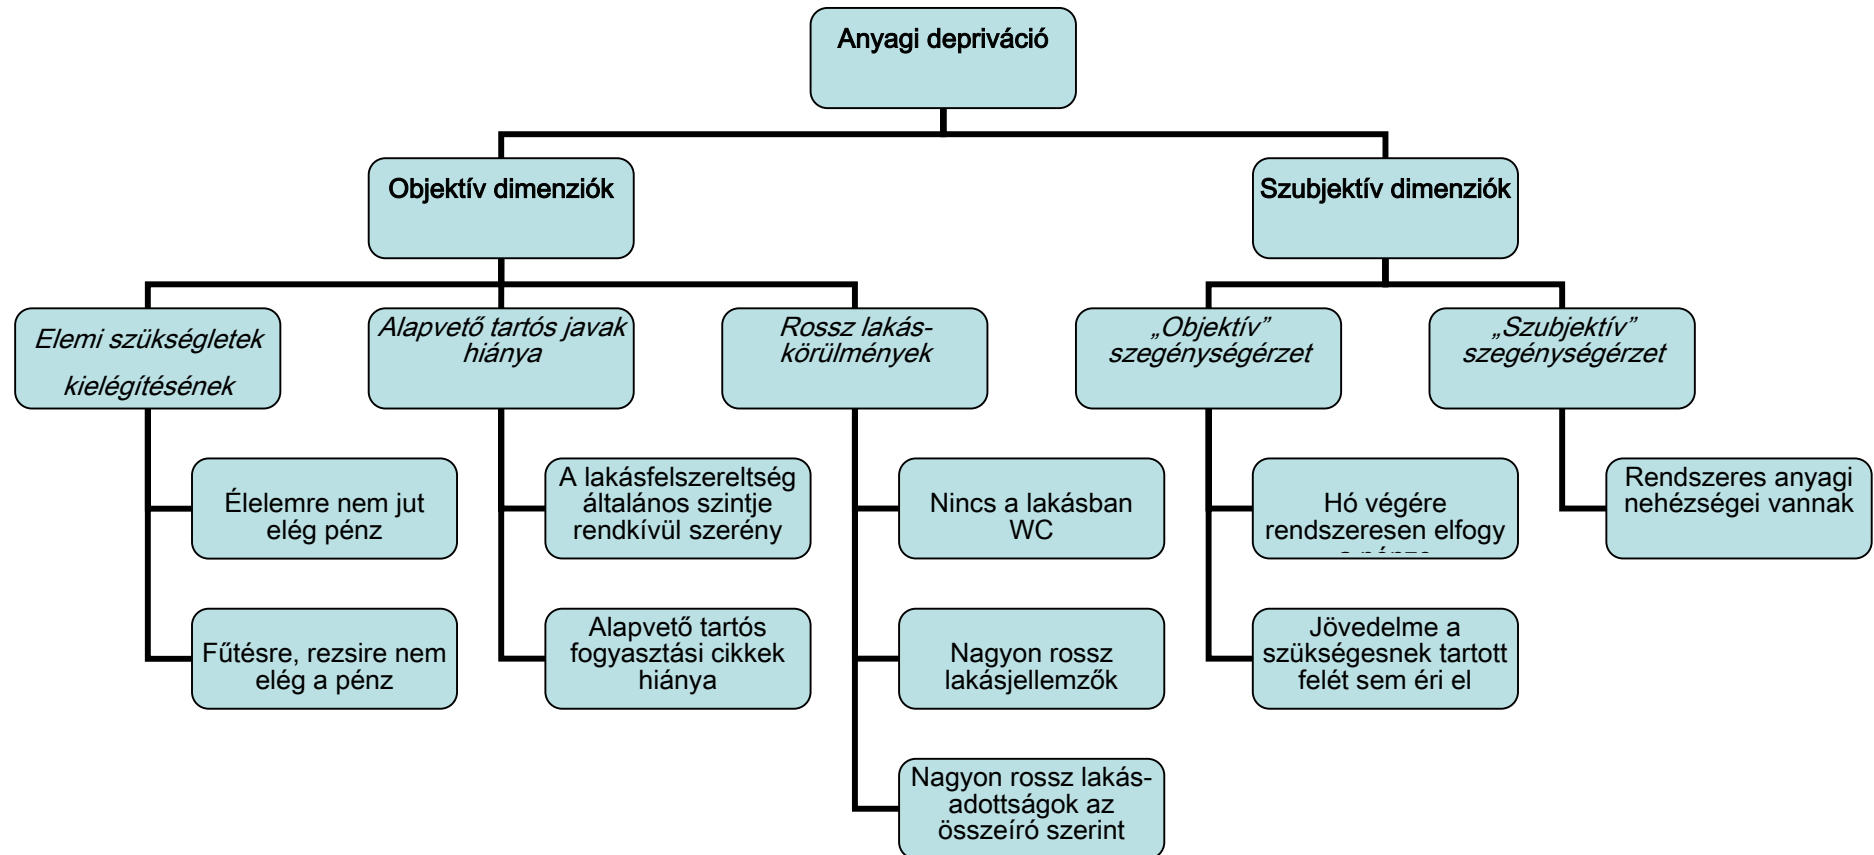 Anyagi depriváció
Objektív dimenziók
Szubjektív dimenziók
Elemi szükségletek
kielégítésének
Alapvető tartós javak
hiánya
Rossz lakás-
körülmények
„Objektív”
szegénységérzet
„Szubjektív”
szegénységérzet
Élelemre nem jut
elég pénz
A lakásfelszereltség
általános szintje
rendkívül szerény
Nincs a lakásban
WC
Hó végére
rendszeresen elfogy
Rendszeres anyagi
nehézségei vannak
Fűtésre, rezsire nem
elég a pénz
Alapvető tartós
fogyasztási cikkek
hiánya
Nagyon rossz
lakásjellemzők
Jövedelme a
szükségesnek tartott
felét sem éri el
Nagyon rossz lakás-
adottságok az
összeíró szerint